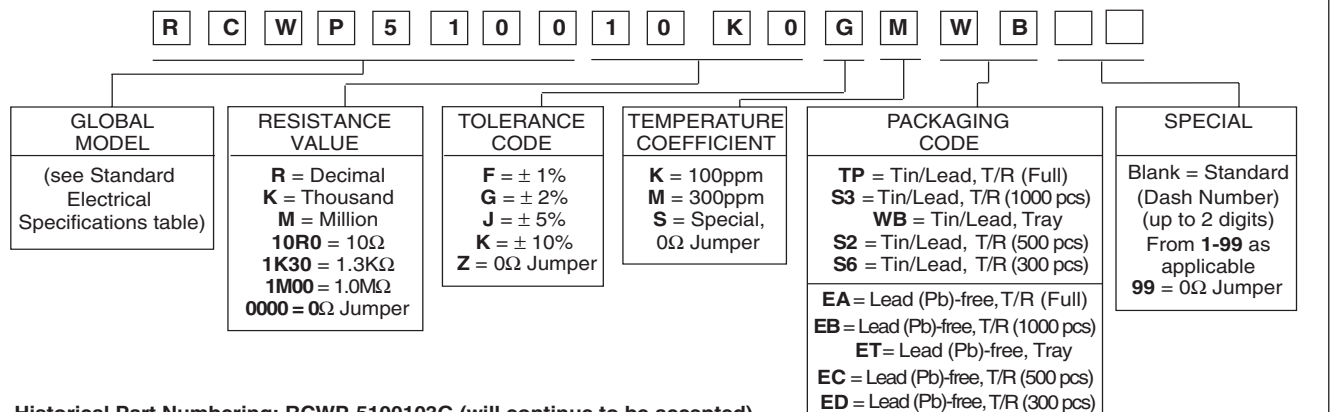 R C W P 5 1 0 0 1 0 K 0 G M W B
GLOBAL
MODEL
(see Standard
Electrical
Specifications table)
RESISTANCE
VALUE
R = Decimal
K = Thousand
M = Million
10R0 = 10Ω
1K30 = 1.3KΩ
1M00 = 1.0MΩ
0000 = 0Ω Jumper
TOLERANCE
CODE
F = ± 1%
G = ± 2%
J = ± 5%
K = ± 10%
Z = 0Ω Jumper
TEMPERATURE
COEFFICIENT
K = 100ppm
M = 300ppm
S = Special,
0Ω Jumper
PACKAGING
CODE
TP = Tin/Lead, T/R (Full)
S3 = Tin/Lead, T/R (1000 pcs)
WB = Tin/Lead, Tray
S2 = Tin/Lead, T/R (500 pcs)
S6 = Tin/Lead, T/R (300 pcs)
EA = Lead (Pb)-free, T/R (Full)
EB = Lead (Pb)-free, T/R (1000 pcs)
ET = Lead (Pb)-free, Tray
EC = Lead (Pb)-free, T/R (500 pcs)
ED = Lead (Pb)-free, T/R (300 pcs)
SPECIAL
Blank = Standard
(Dash Number)
(up to 2 digits)
From 1-99 as
applicable
99 = 0Ω Jumper
Historical Part Numbering: RCWP-5100103G (will continue to be accepted)